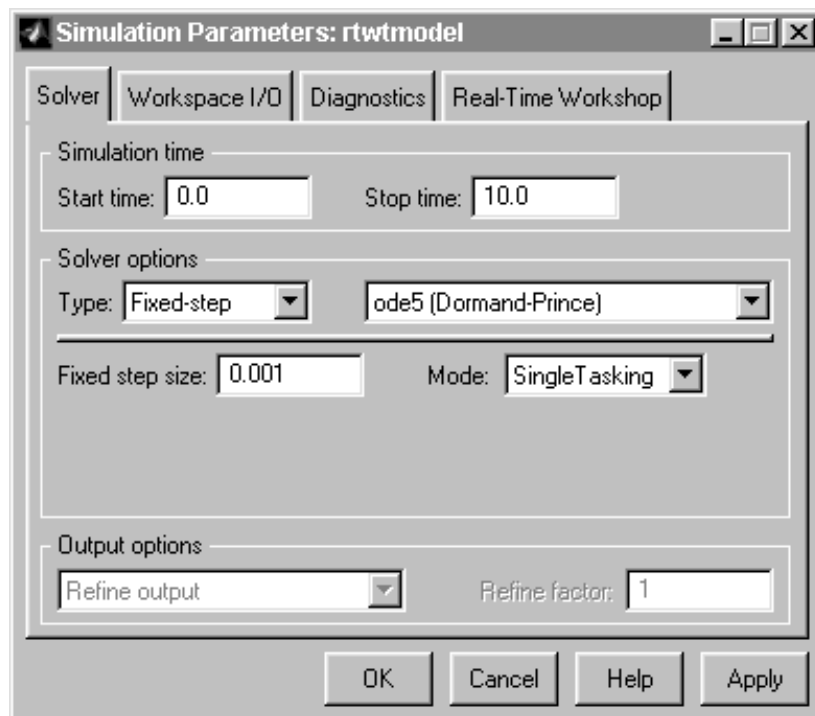 Simulation Parameters: rtwtmodel
Solver Workspace I/O Diagnostics Real-Time Workshop
Simulation time
Start time: 0.0 Stop time: 10.0
Solver options
Type: Fixed-step ode5 (Dormand-Prince)
Fixed step size: 0.001 Mode: SingleTasking
Output options
Refine output Refine factor: 1
OK Cancel Help Apply